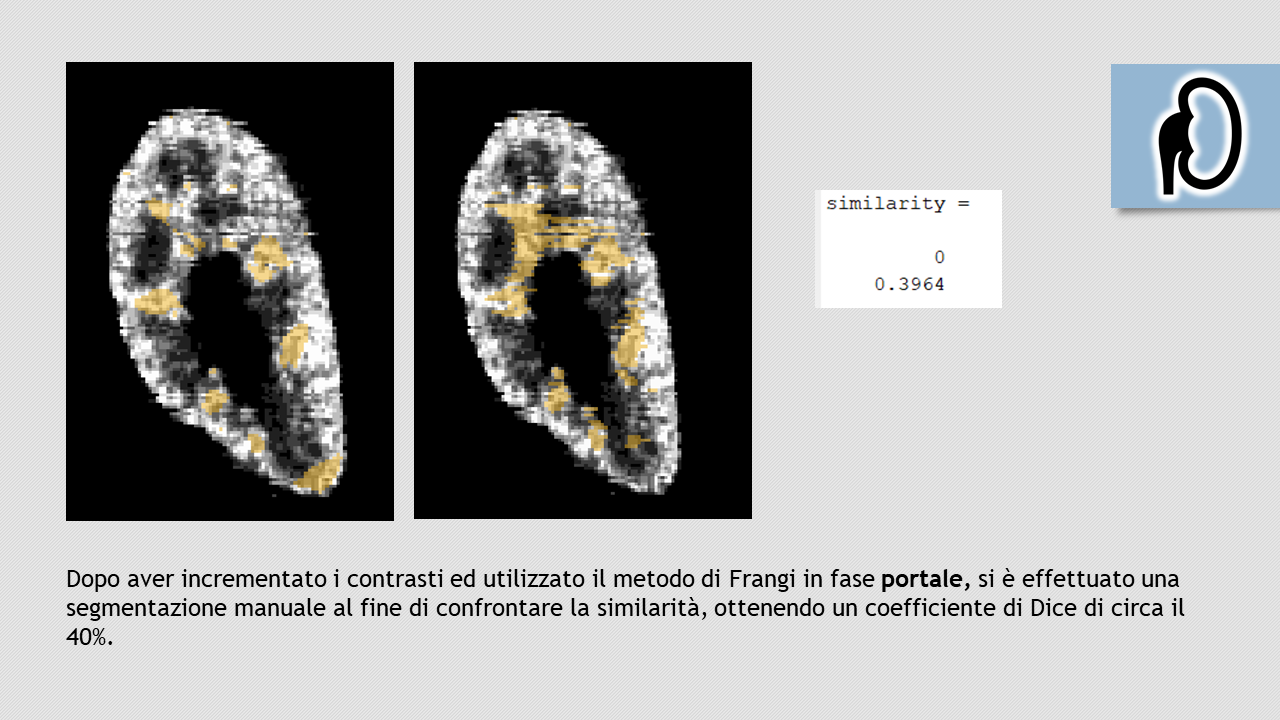 similarity =
0
0.3964
Dopo aver incrementato i contrasti ed utilizzato il metodo di Frangi in fase portale, si è effettuato una
segmentazione manuale al fine di confrontare la similarità, ottenendo un coefficiente di Dice di circa il
40%.